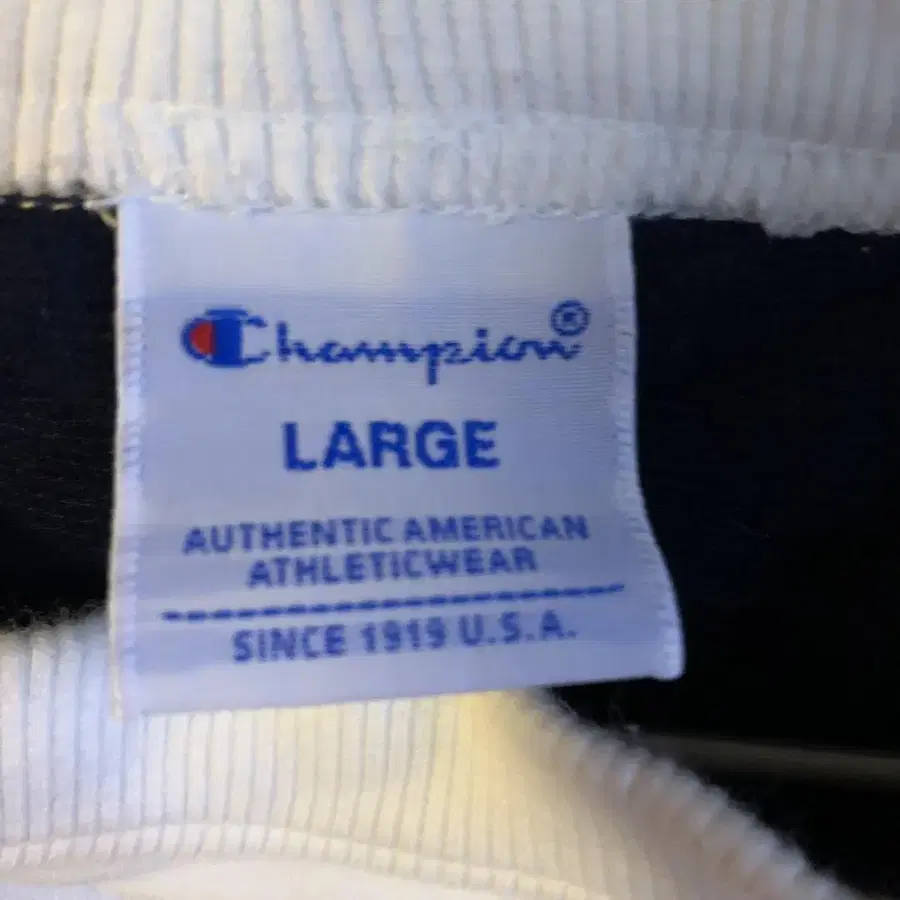 Champion®
LARGE
AUTHENTIC AMERICAN
ATHLETICWEAR
SINCE 1919 U.S.A.